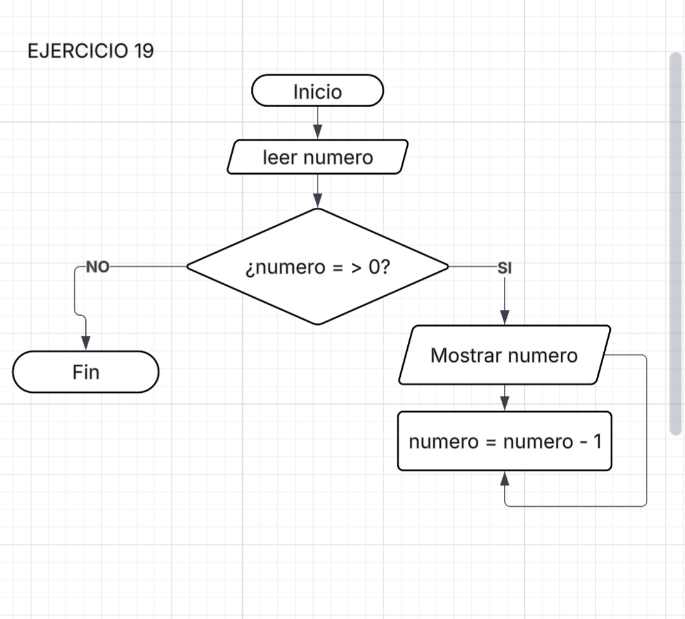 EJERCICIO 19
Inicio
leer numero
¿numero = > 0?
NO
SI
Mostrar numero
Fin
numero = numero - 1